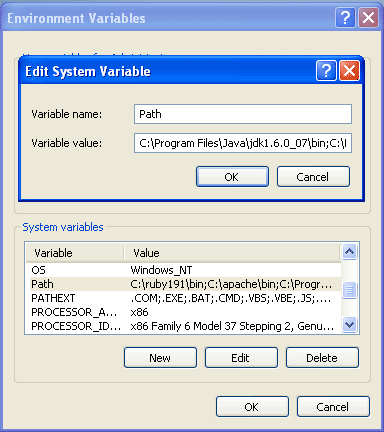 Environment Variables
Edit System Variable
Variable name:
Path
Variable value:
C:\Program Files\Java\jdk1.6.0_07\bin;C:\
OK
Cancel
System variables
Variable
Value
OS
Windows_NT
Path
C:\ruby191\bin;C:\apache\bin;C:\Progr...
PATHEXT
.COM;.EXE;.BAT;.CMD;.VBS;.VBE;.JS;....
PROCESSOR_A...
x86
PROCESSOR_ID...
x86 Family 6 Model 37 Stepping 2, Genu...
New
Edit
Delete
OK
Cancel